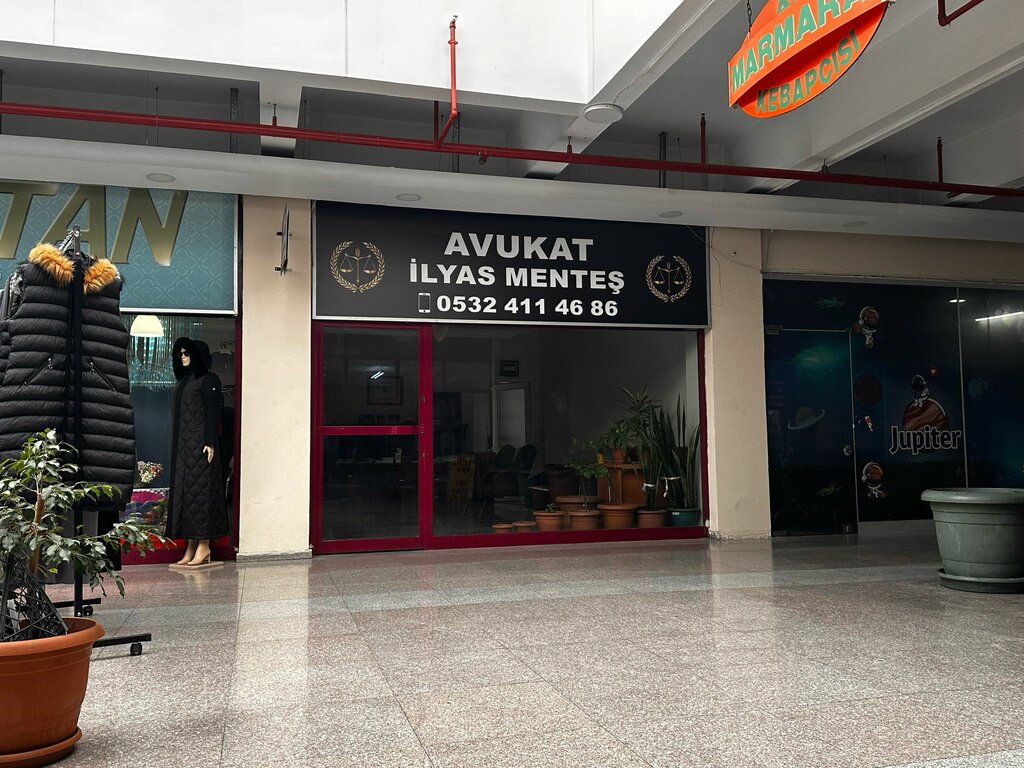 TAN
AVUKAT
İLYAS MENTEŞ
0532 411 46 86
MARMARA
KEBAPÇISI
Jupiter